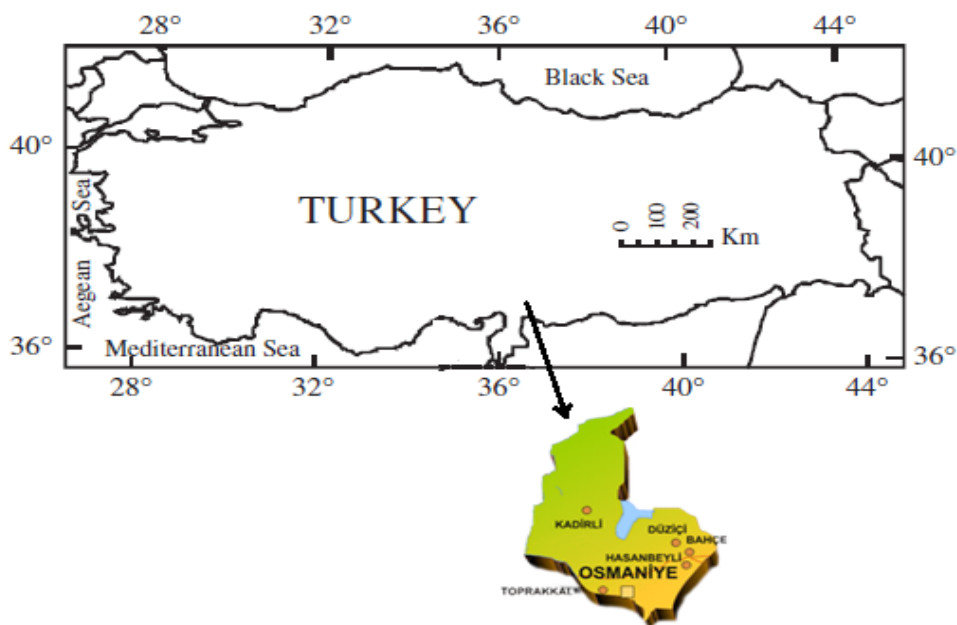 28° 32° 36° 40° 44°
Black Sea
40° 40°
Aegean Sea
TURKEY
0 100 200
Km
36° 36°
Mediterranean Sea
28° 32° 36° 40° 44°
KADİRLİ
DÜZİÇİ
BAHÇE
HASANBEYLİ
OSMANİYE